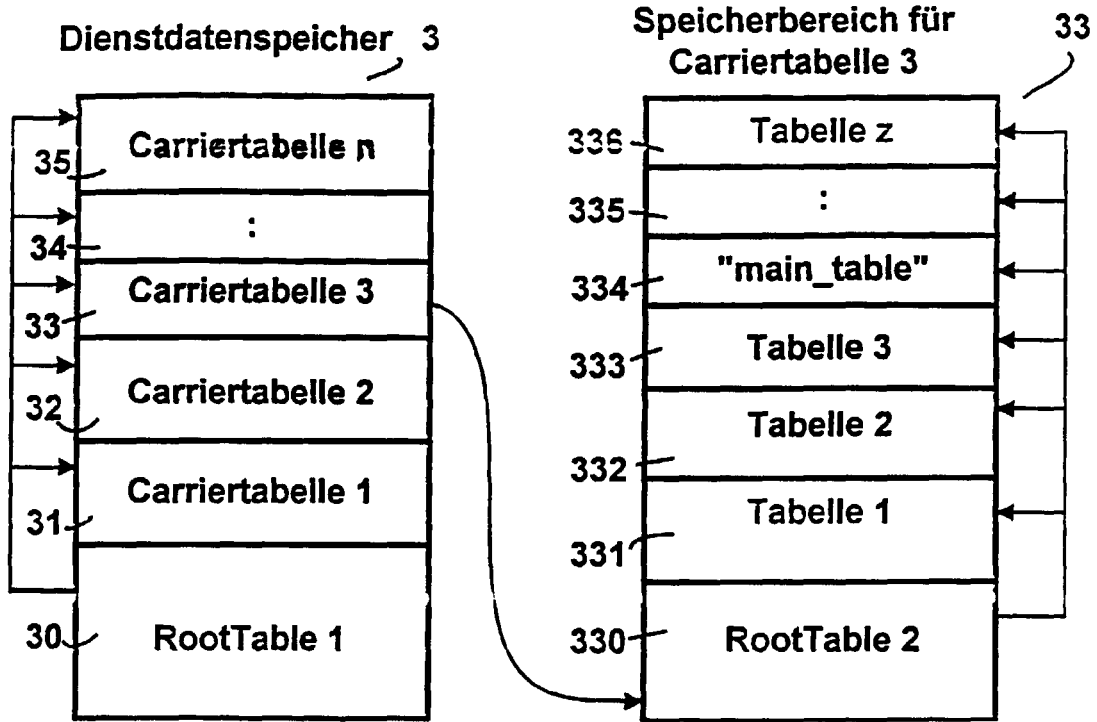 Dienstdatenspeicher 3
35 Carriertabelle n
34 :
33 Carriertabelle 3
32 Carriertabelle 2
31 Carriertabelle 1
30 RootTable 1
Speicherbereich für
Carriertabelle 3
33
336 Tabelle z
335 :
334 "main_table"
333 Tabelle 3
332 Tabelle 2
331 Tabelle 1
330 RootTable 2